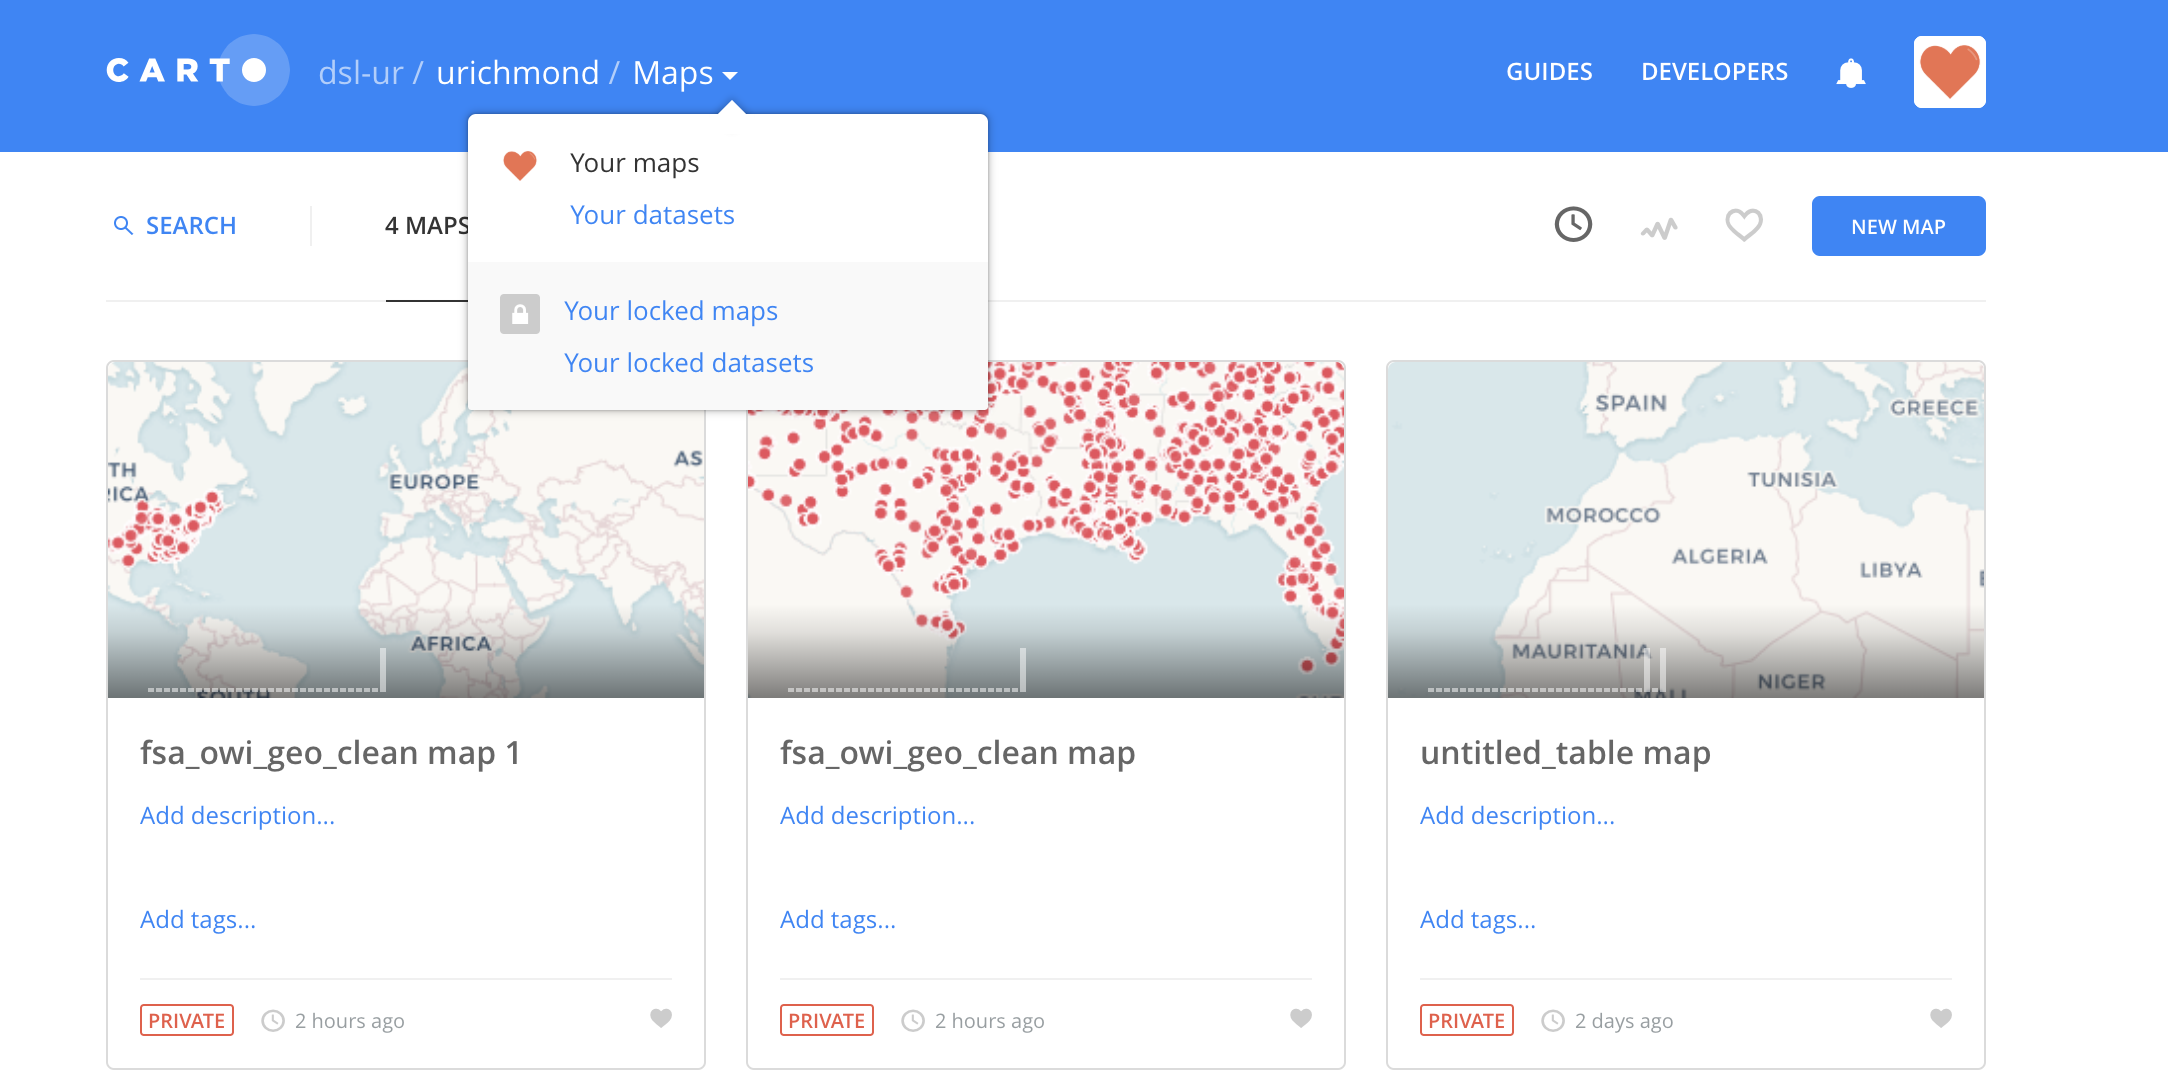 CARTO dsl-ur / urichmond / Maps
GUIDES DEVELOPERS
Your maps
Your datasets
Your locked maps
Your locked datasets
SEARCH
4 MAPS
NEW MAP
EUROPE
AFRICA
SOUTH
fsa_owi_geo_clean map 1
Add description...
Add tags...
PRIVATE 2 hours ago
fsa_owi_geo_clean map
Add description...
Add tags...
PRIVATE 2 hours ago
SPAIN
GREECE
TUNISIA
MOROCCO
ALGERIA
LIBYA
MAURITANIA
MALI
NIGER
untitled_table map
Add description...
Add tags...
PRIVATE 2 days ago